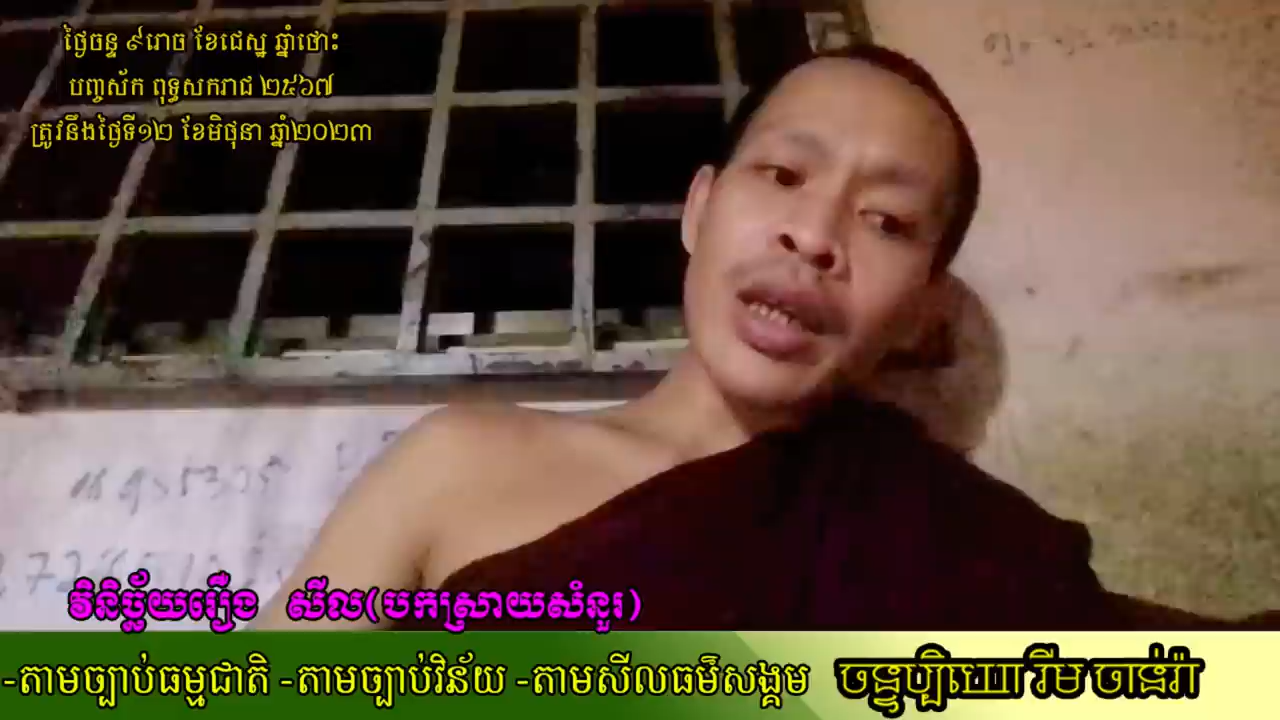 ថ្ងៃចន្ទ ៩រោច ខែជេស្ឋ ឆ្នាំថោះ
បញ្ចស័ក ពុទ្ធសករាជ ២៥៦៧
ត្រូវនឹងថ្ងៃទី១២ ខែមិថុនា ឆ្នាំ២០២៣
វិនិច្ឆ័យរឿង សីល(បកស្រាយសំនួរ)
-តាមច្បាប់ធម្មជាតិ -តាមច្បាប់វិន័យ -តាមសីលធម៌សង្គម ចន្ទប្បិយោ រីម ចាន់រ៉ា